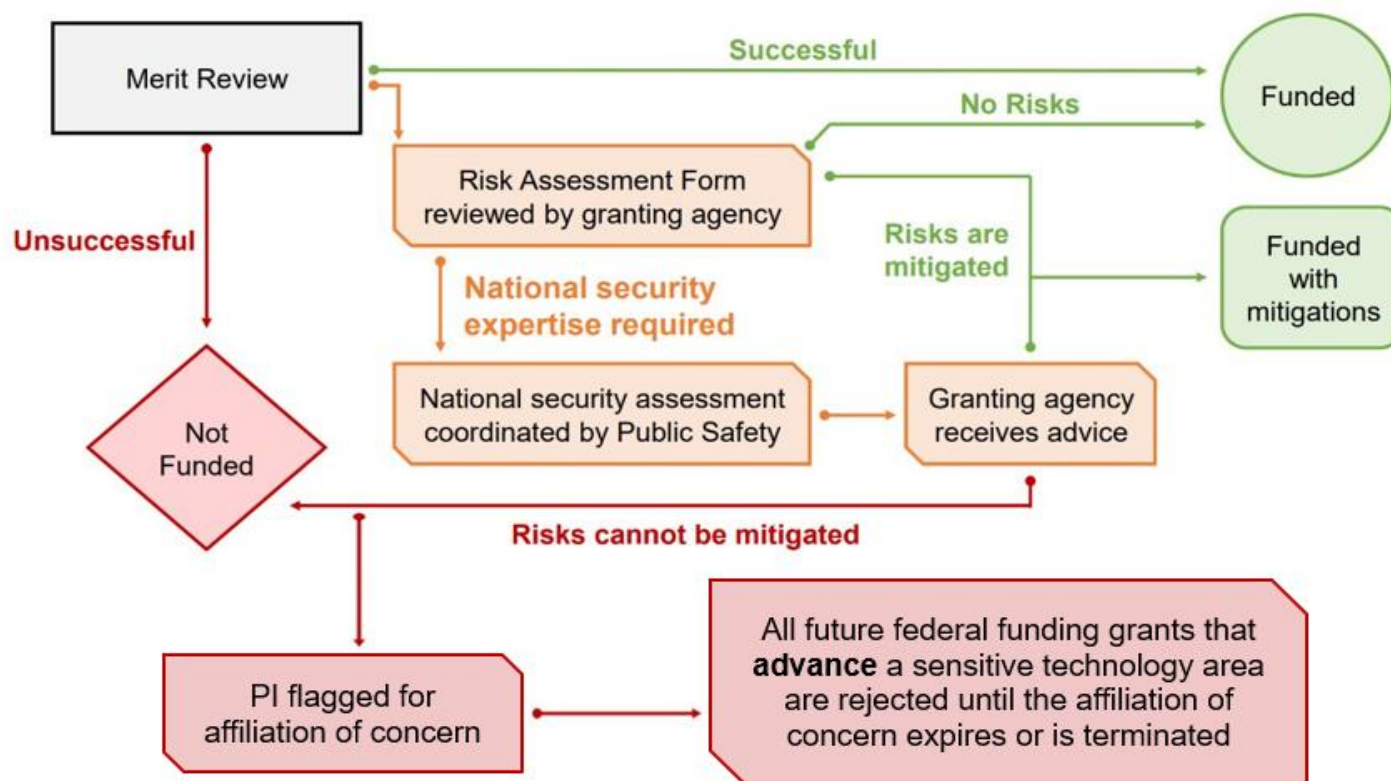 Merit Review
Successful
Funded
No Risks
Risk Assessment Form
reviewed by granting agency
Unsuccessful
Risks are
mitigated
Funded
with
mitigations
National security
expertise required
National security assessment
coordinated by Public Safety
Granting agency
receives advice
Not
Funded
Risks cannot be mitigated
PI flagged for
affiliation of concern
All future federal funding grants that
advance a sensitive technology area
are rejected until the affiliation of
concern expires or is terminated